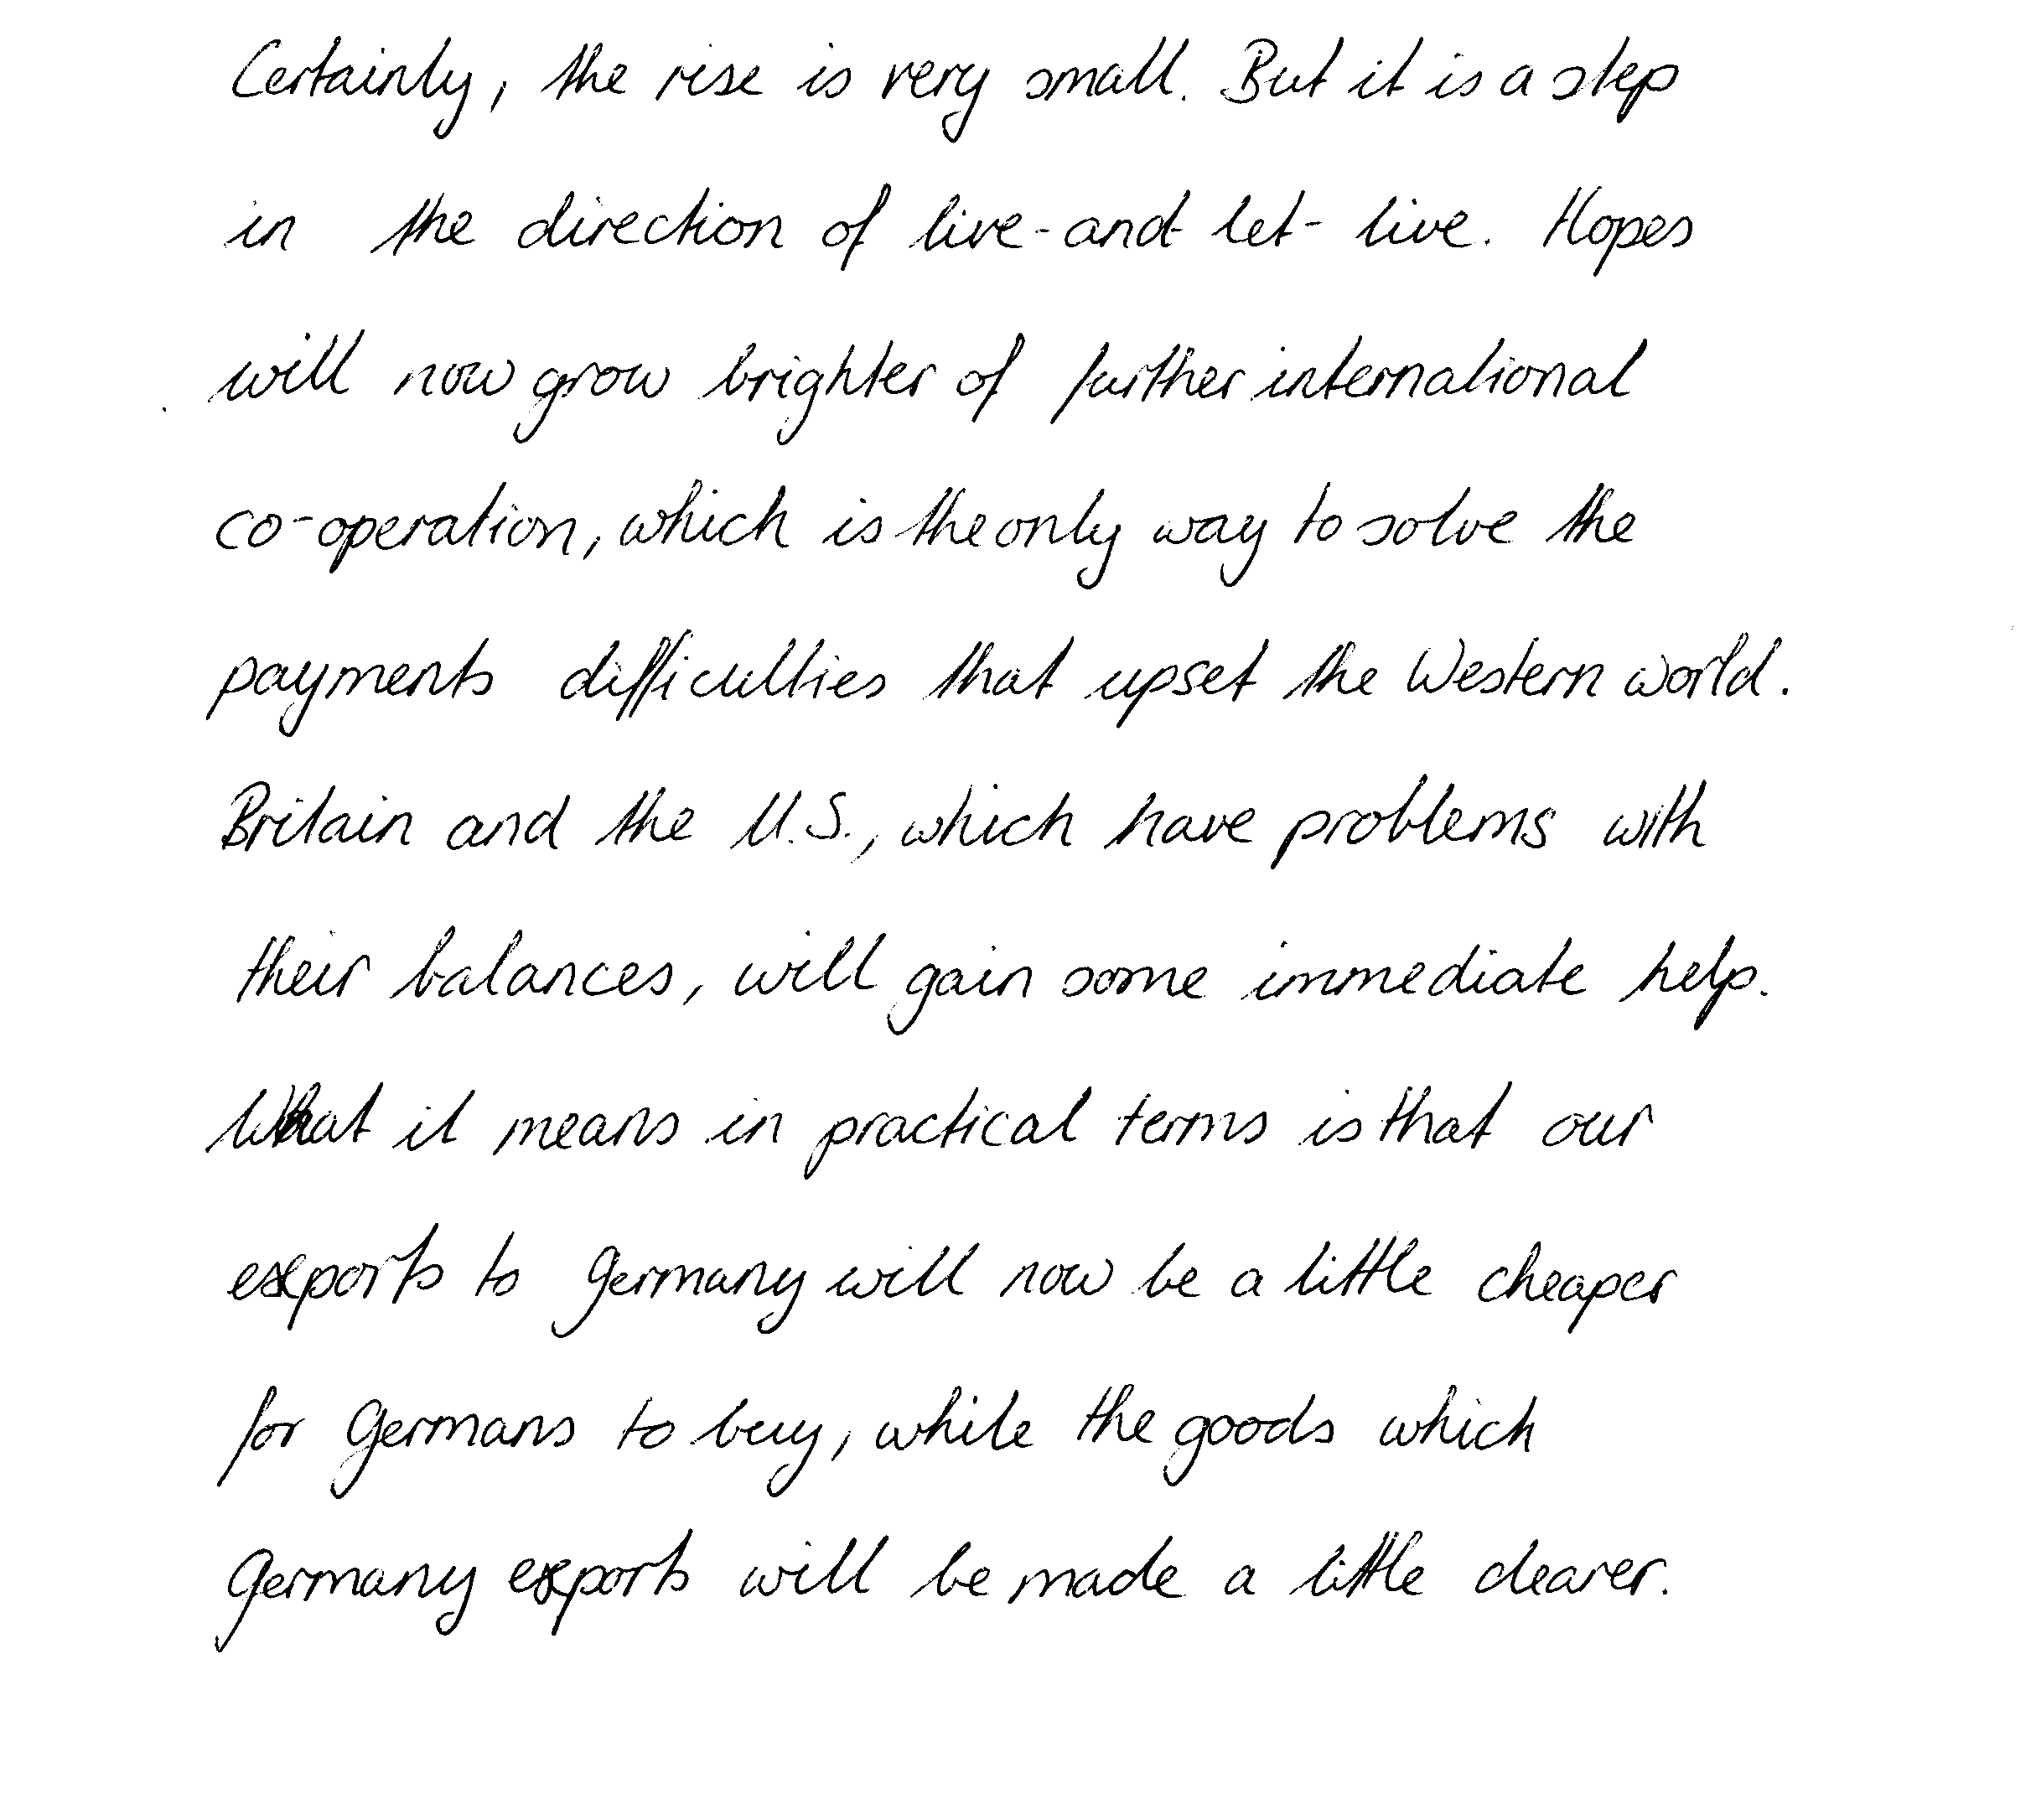 Certainly, the rise is very small. But it is a step
in the direction of live-and-let-live. Hopes
will now grow brighter of further international
co-operation, which is the only way to solve the
payments difficulties that upset the Western world.
Britain and the U.S., which have problems with
their balances, will gain some immediate help.
What it means in practical terms is that our
exports to Germany will now be a little cheaper
for Germans to buy, while the goods which
Germany exports will be made a little dearer.